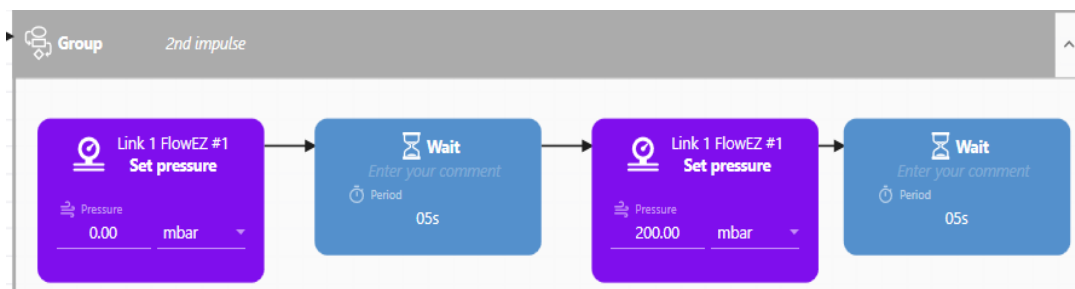 Group 2nd impulse
Link 1 FlowEZ #1
Set pressure
Pressure
0.00 mbar
Wait
Enter your comment
Period
05s
Link 1 FlowEZ #1
Set pressure
Pressure
200.00 mbar
Wait
Enter your comment
Period
05s